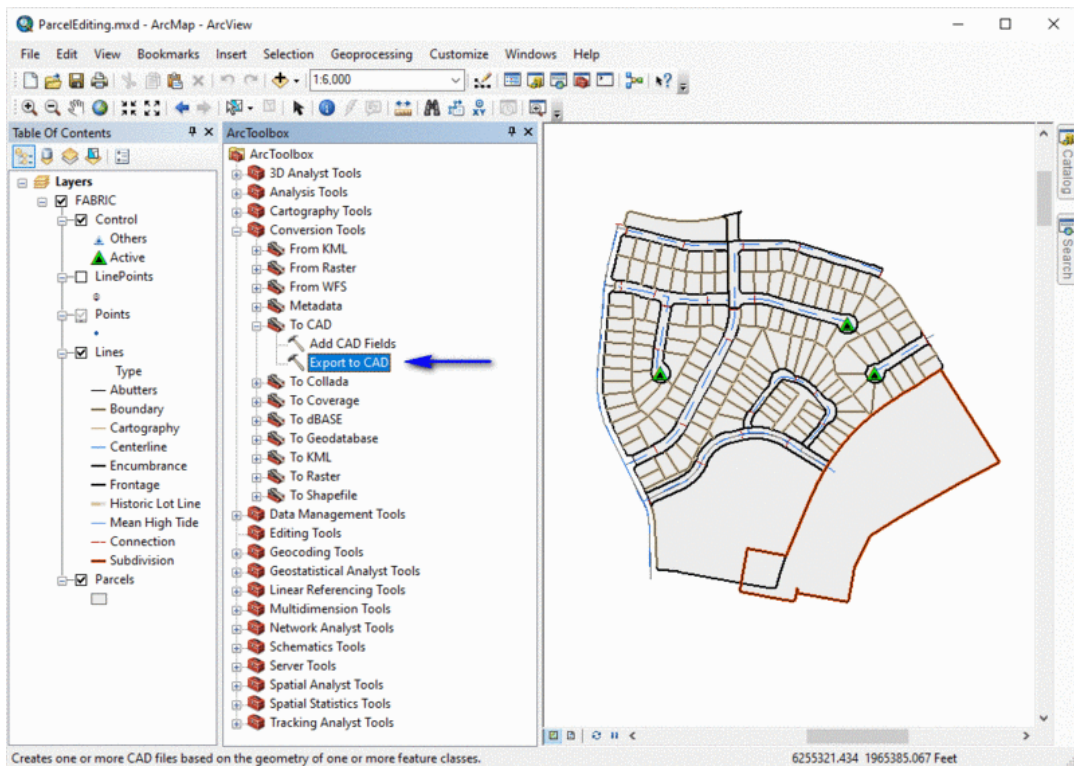 ParcelEditing.mxd - ArcMap - ArcView
File Edit View Bookmarks Insert Selection Geoprocessing Customize Windows Help
1:6,000
Table Of Contents
Layers
FABRIC
Control
Others
Active
LinePoints
Points
Lines
Type
Abutters
Boundary
Cartography
Centerline
Encumbrance
Frontage
Historic Lot Line
Mean High Tide
Connection
Subdivision
Parcels
ArcToolbox
ArcToolbox
3D Analyst Tools
Analysis Tools
Cartography Tools
Conversion Tools
From KML
From Raster
From WFS
Metadata
To CAD
Add CAD Fields
Export to CAD
To Collada
To Coverage
To dBASE
To Geodatabase
To KML
To Raster
To Shapefile
Data Management Tools
Editing Tools
Geocoding Tools
Geostatistical Analyst Tools
Linear Referencing Tools
Multidimension Tools
Network Analyst Tools
Schematics Tools
Server Tools
Spatial Analyst Tools
Spatial Statistics Tools
Tracking Analyst Tools
Catalog
Search
Creates one or more CAD files based on the geometry of one or more feature classes.
6255321.434 1965385.067 Feet